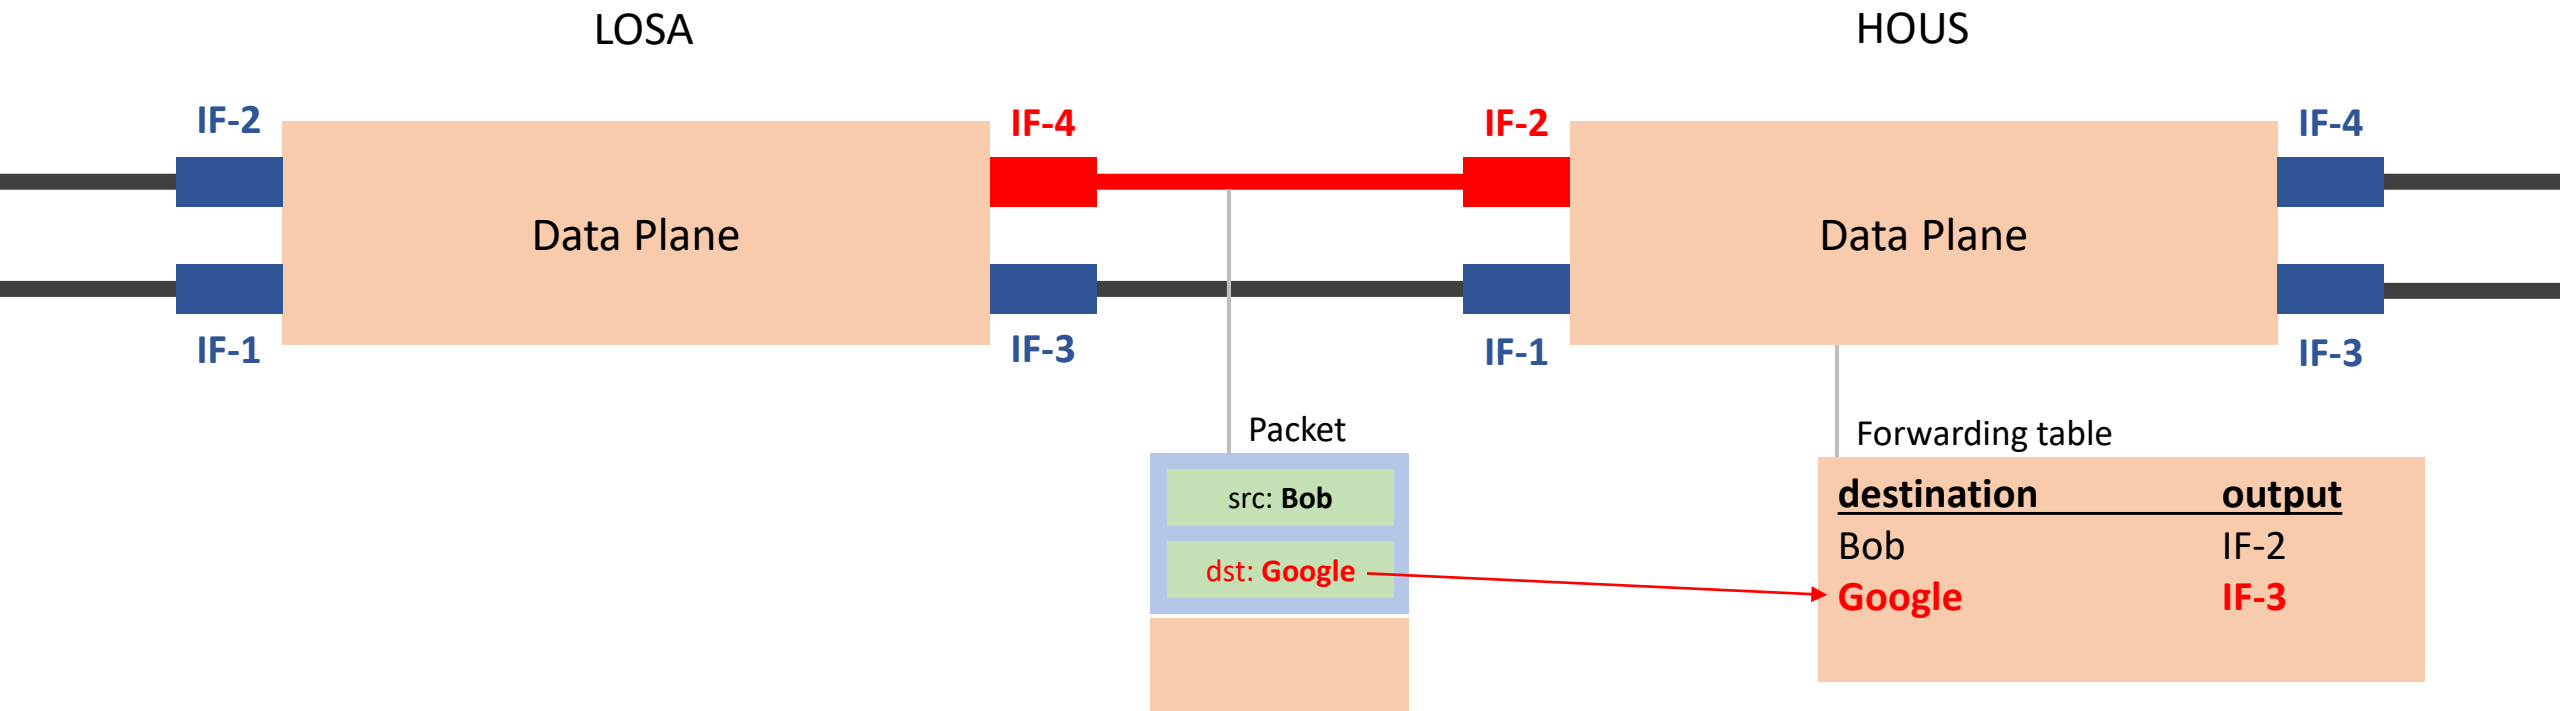 LOSA
HOUS
IF-2
IF-4
IF-2
IF-4
Data Plane
Data Plane
IF-1
IF-3
IF-1
IF-3
Packet
src: Bob
dst: Google
Forwarding table
destination output
Bob IF-2
Google IF-3